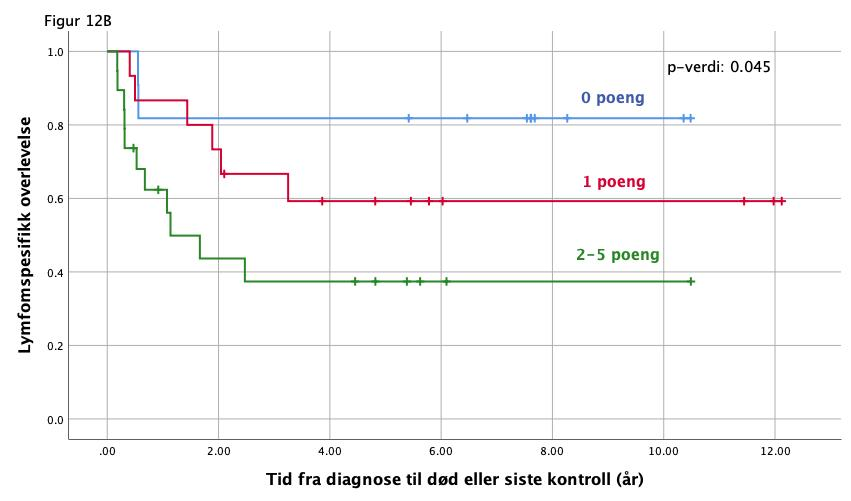 Figur 12B
p-verdi: 0.045
0 poeng
1 poeng
2-5 poeng
Lymfomspesifikk overlevelse
1.0
0.8
0.6
0.4
0.2
0.0
.00 2.00 4.00 6.00 8.00 10.00 12.00
Tid fra diagnose til død eller siste kontroll (år)